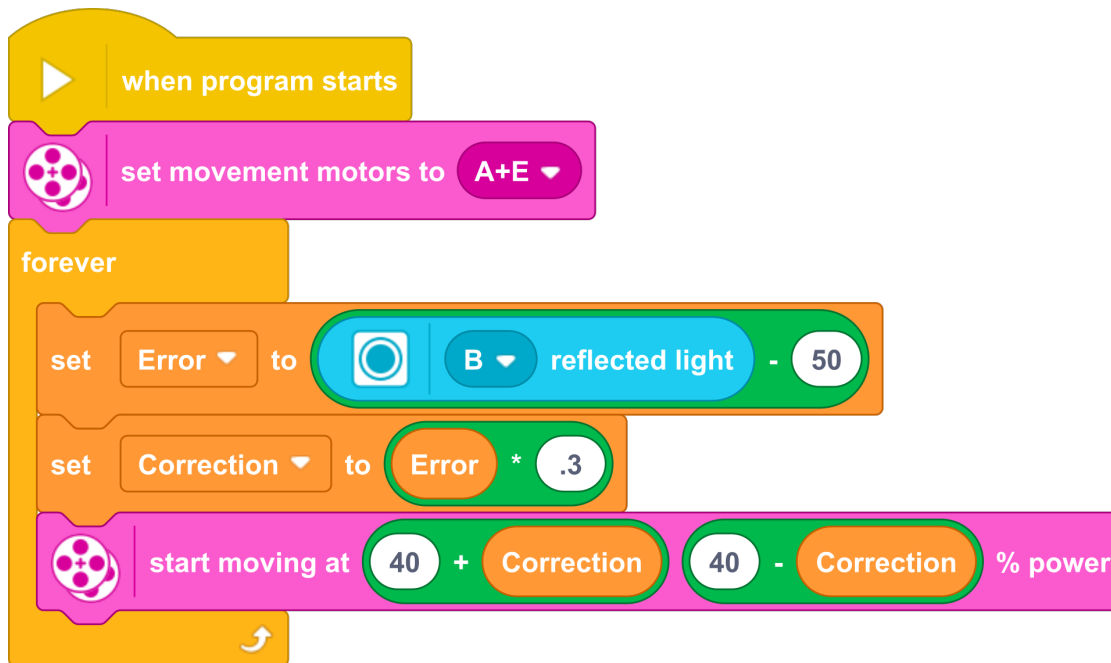 when program starts
set movement motors to A+E
forever
set Error to B reflected light - 50
set Correction to Error * .3
start moving at 40 + Correction 40 - Correction % power